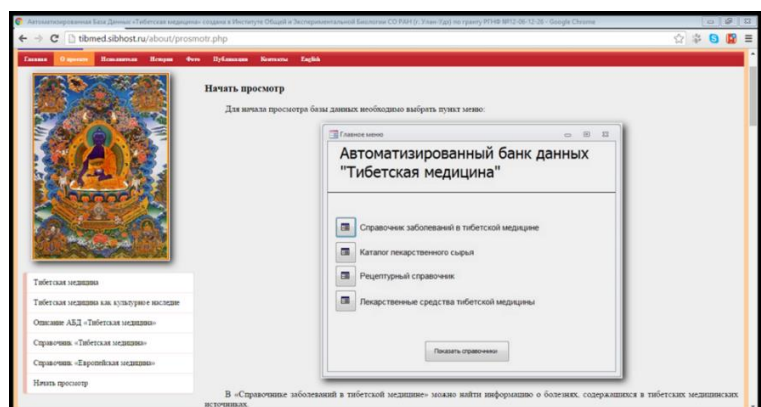 Автоматизированная База Данных «Тибетская медицина» создана в Институте Общей и Экспериментальной Биологии СО РАН (г. Улан-Удэ) по гранту РГНФ №12-06-12-26 - Google Chrome
tibmed.sibhost.ru/about/prosmotr.php
Главная О проекте История Фото Публикации Контакты English
Начать просмотр
Для начала просмотра базы данных необходимо выбрать пункт меню:
Главное меню
Автоматизированный банк данных
"Тибетская медицина"
Справочник заболеваний в тибетской медицине
Каталог лекарственного сырья
Рецептурный справочник
Лекарственные средства тибетской медицины
Показать справочники
Тибетская медицина
Тибетская медицина как культурное наследие
Описание АБД «Тибетская медицина»
Справочник «Тибетская медицина»
Справочник «Европейская медицина»
Начать просмотр
В «Справочнике заболеваний в тибетской медицине» можно найти информацию о болезнях, содержащихся в тибетских медицинских
источниках.